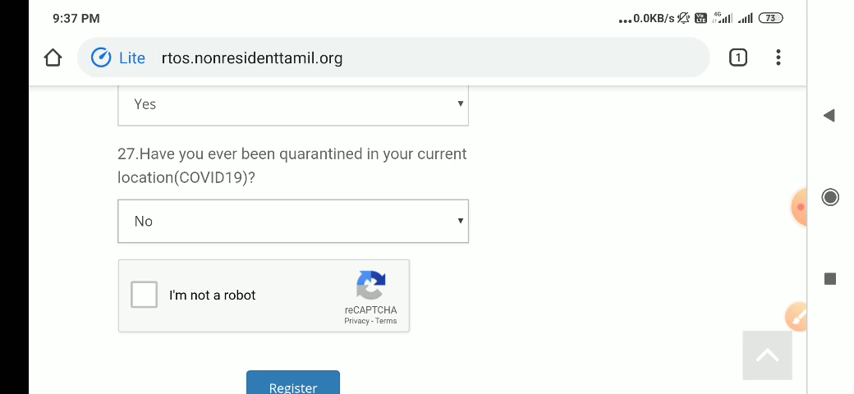 9:37 PM
...0.0KB/s 4G 73
Lite rtos.nonresidenttamil.org 1
Yes
27.Have you ever been quarantined in your current
location(COVID19)?
No
I'm not a robot
reCAPTCHA
Privacy - Terms
Register